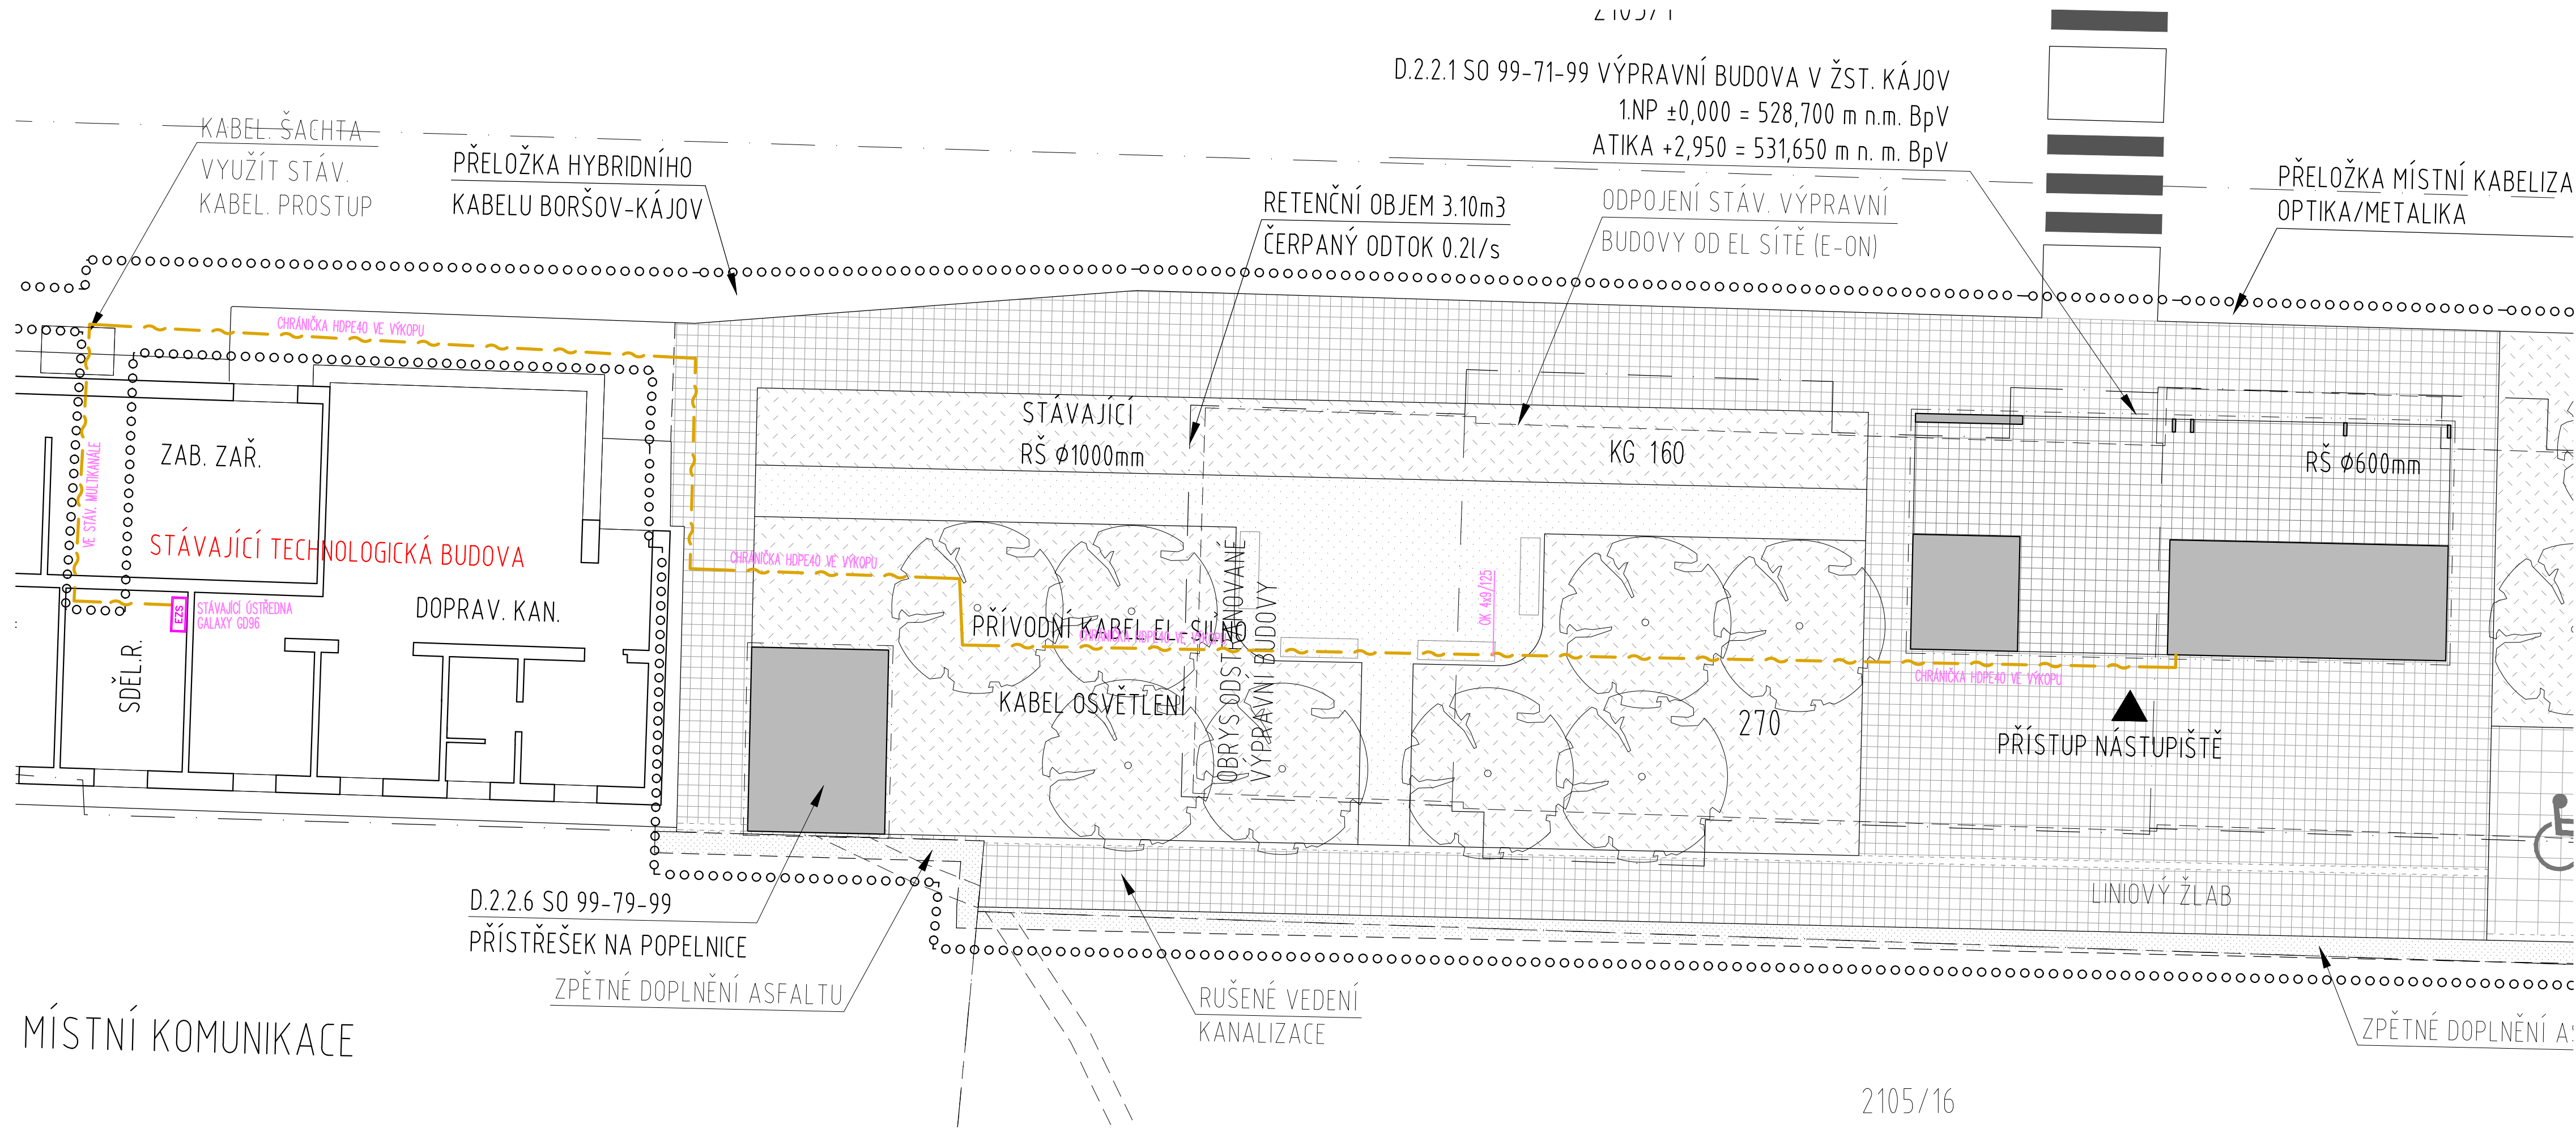 D.2.2.1 SO 99-71-99 VÝPRAVNÍ BUDOVA V ŽST. KÁJOV
1.NP ±0,000 = 528,700 m n.m. BpV
ATIKA +2,950 = 531,650 m n. m. BpV
KABEL. ŠACHTA
VYUŽÍT STÁV.
KABEL. PROSTUP
PŘELOŽKA HYBRIDNÍHO
KABELU BORŠOV-KÁJOV
RETENČNÍ OBJEM 3.10m3
ČERPANÝ ODTOK 0.2l/s
ODPOJENÍ STÁV. VÝPRAVNÍ
BUDOVY OD EL SÍTĚ (E-ON)
PŘELOŽKA MÍSTNÍ KABELIZA
OPTIKA/METALIKA
CHRÁNIČKA HDPE40 VE VÝKOPU
STÁVAJÍCÍ
RŠ Ø1000mm
KG 160
RŠ Ø600mm
ZAB. ZAŘ.
VE STÁV. MULTIKANÁLE
STÁVAJÍCÍ TECHNOLOGICKÁ BUDOVA
CHRÁNIČKA HDPE40 VE VÝKOPU
OK 4x9/125
EZS
STÁVAJÍCÍ ÚSTŘEDNA
GALAXY GD96
DOPRAV. KAN.
SDĚL.R.
PŘÍVODNÍ KABEL EL-SILNO
CHRÁNIČKA HDPE40 VE VÝKOPU
KABEL OSVĚTLENÍ
OBRYS ODSTRAŇOVANÉ
VÝPRAVNÍ BUDOVY
CHRÁNIČKA HDPE40 VE VÝKOPU
270
PŘÍSTUP NÁSTUPIŠTĚ
LINIOVÝ ŽLAB
D.2.2.6 SO 99-79-99
PŘÍSTŘEŠEK NA POPELNICE
ZPĚTNÉ DOPLNĚNÍ ASFALTU
RUŠENÉ VEDENÍ
KANALIZACE
MÍSTNÍ KOMUNIKACE
ZPĚTNÉ DOPLNĚNÍ
2105/16